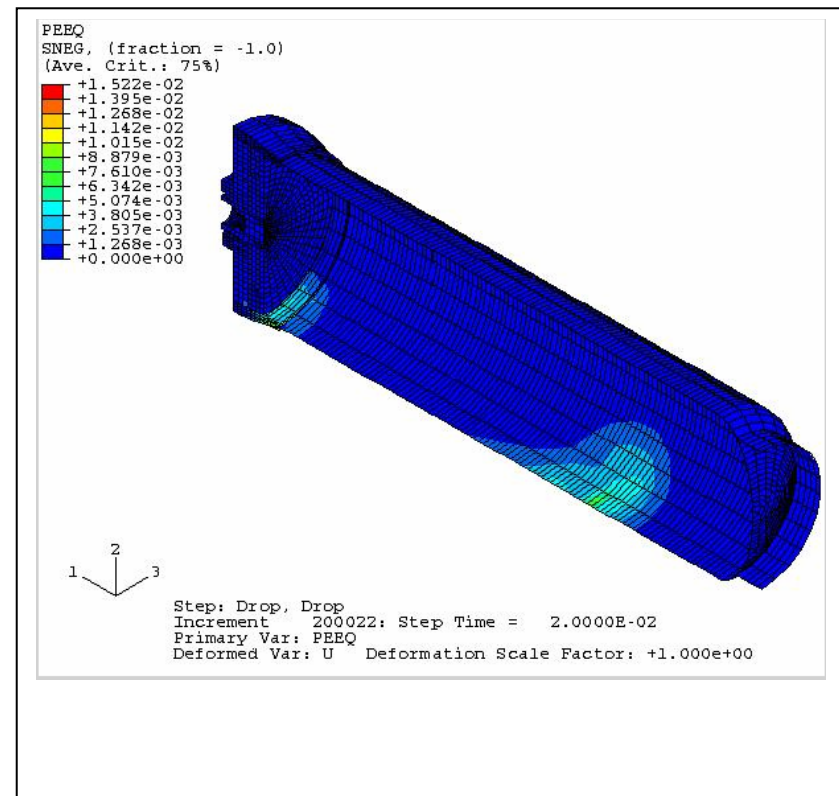 PEEQ
SNEG, (fraction = -1.0)
(Ave. Crit.: 75%)
+1.522e-02
+1.395e-02
+1.268e-02
+1.142e-02
+1.015e-02
+8.879e-03
+7.610e-03
+6.342e-03
+5.074e-03
+3.805e-03
+2.537e-03
+1.268e-03
+0.000e+00
2
1 3
Step: Drop, Drop
Increment 200022: Step Time = 2.0000E-02
Primary Var: PEEQ
Deformed Var: U Deformation Scale Factor: +1.000e+00